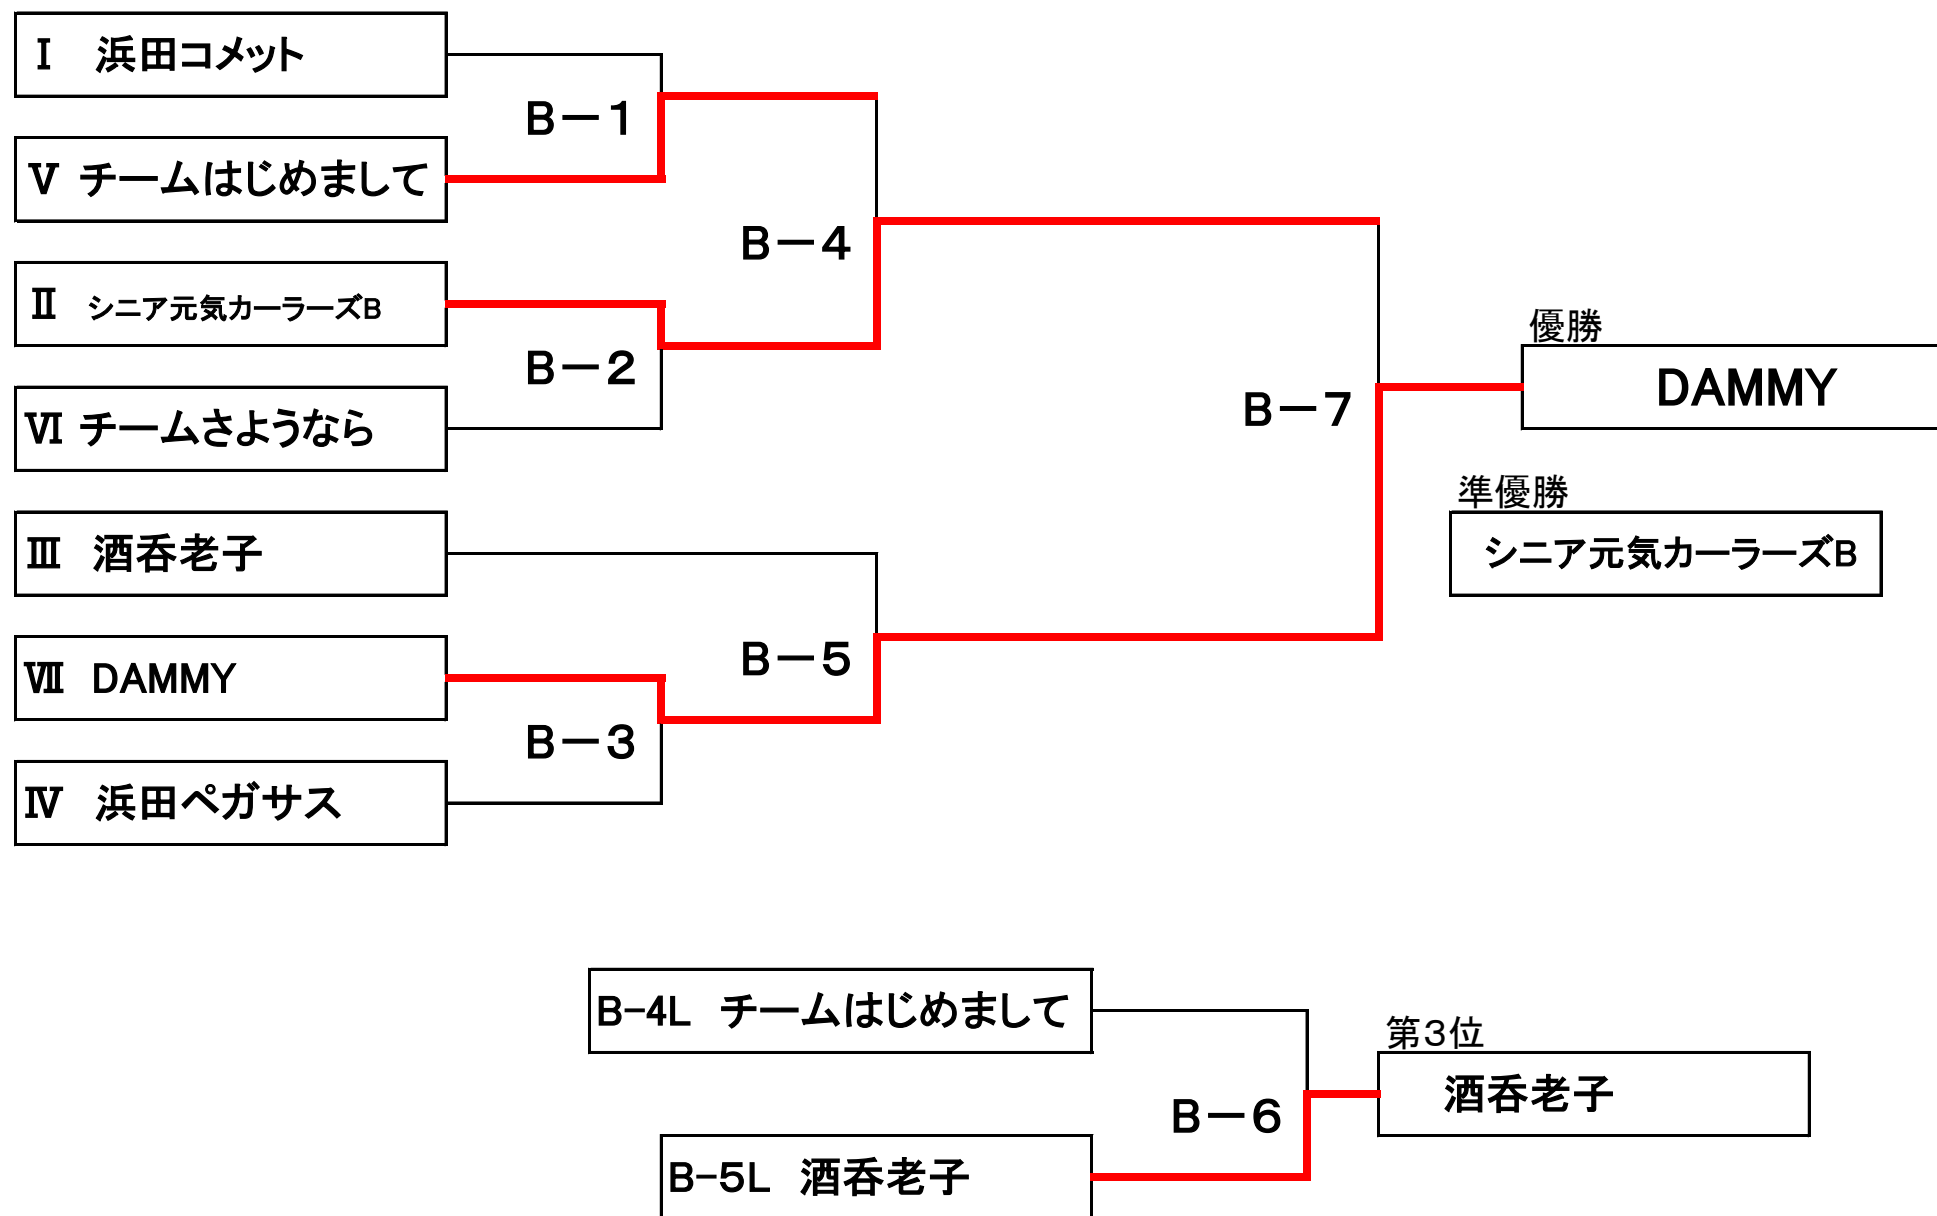 Ⅰ 浜田コメット
B－1
Ⅴ チームはじめまして
B－4
Ⅱ シニア元気カーラーズB
優勝
B－2
DAMMY
B－7
Ⅵ チームさようなら
準優勝
シニア元気カーラーズB
Ⅲ 酒呑老子
B－5
Ⅶ DAMMY
B－3
Ⅳ 浜田ペガサス
B-4L チームはじめまして
第3位
酒呑老子
B－6
B-5L 酒呑老子